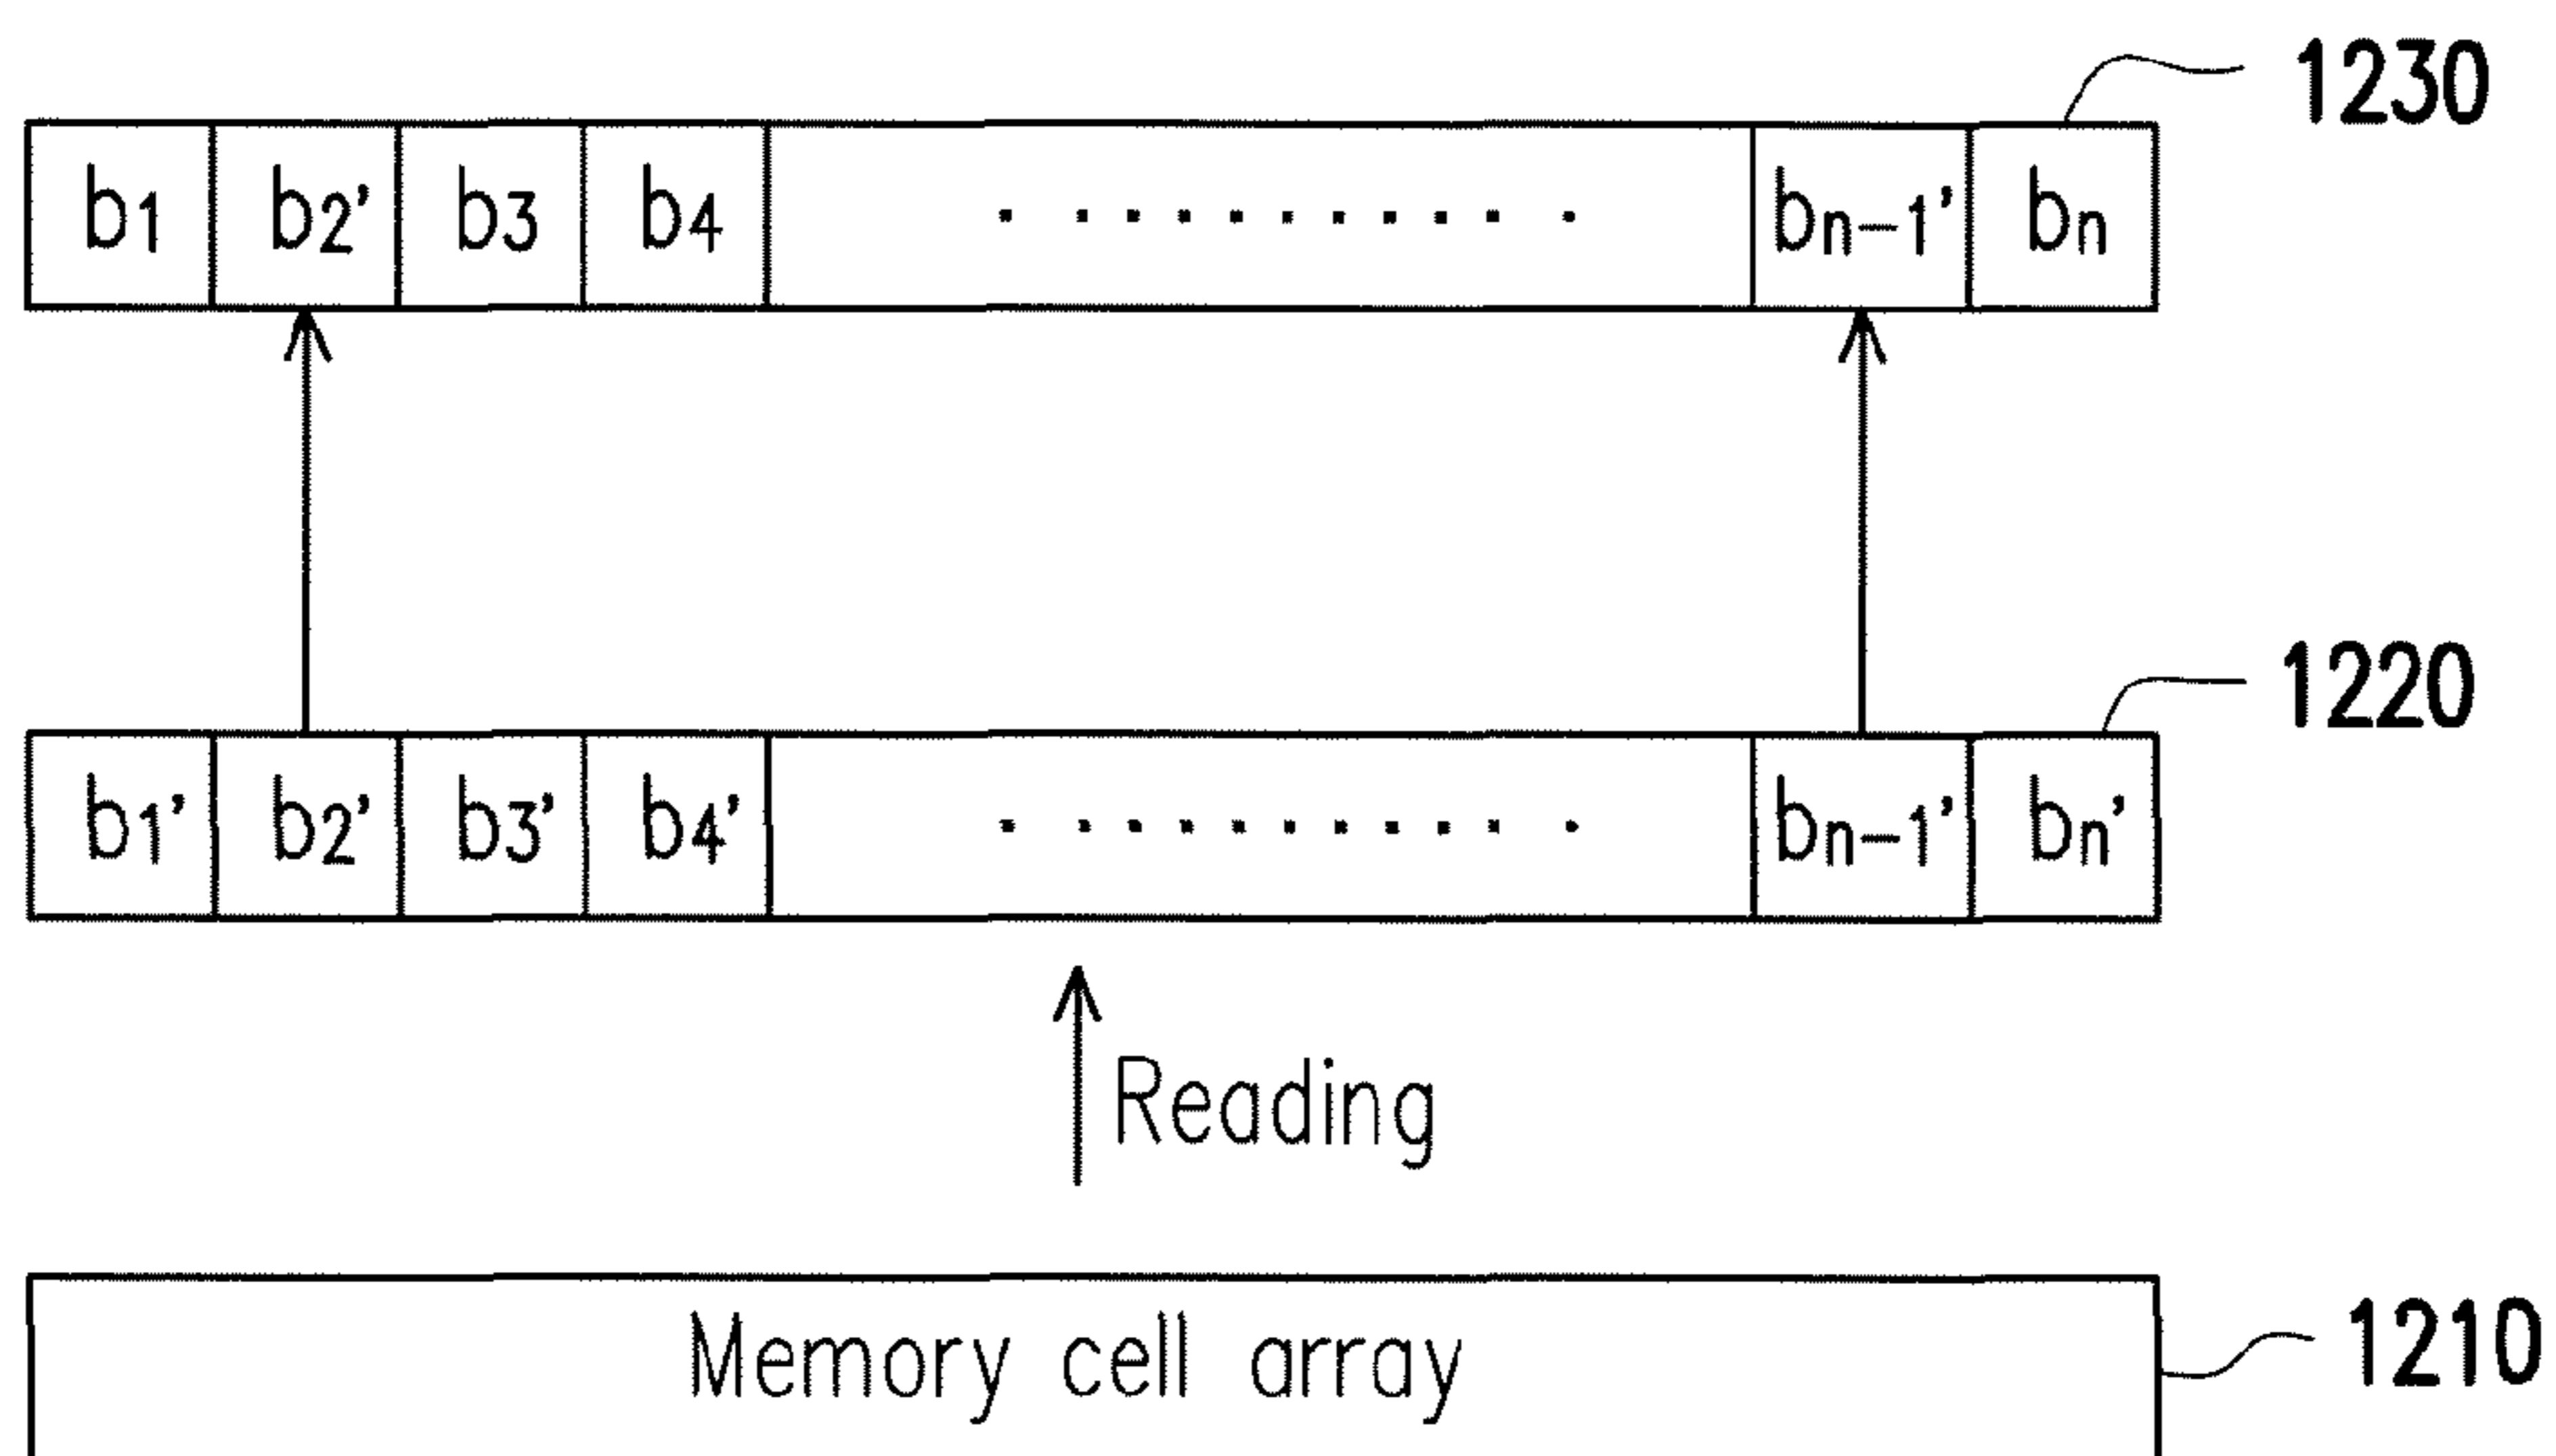 1230
b1 b2' b3 b4 . . . . . . . . . . . bn-1' bn
1220
b1' b2' b3' b4' . . . . . . . . . . . bn-1' bn'
Reading
Memory cell array 1210